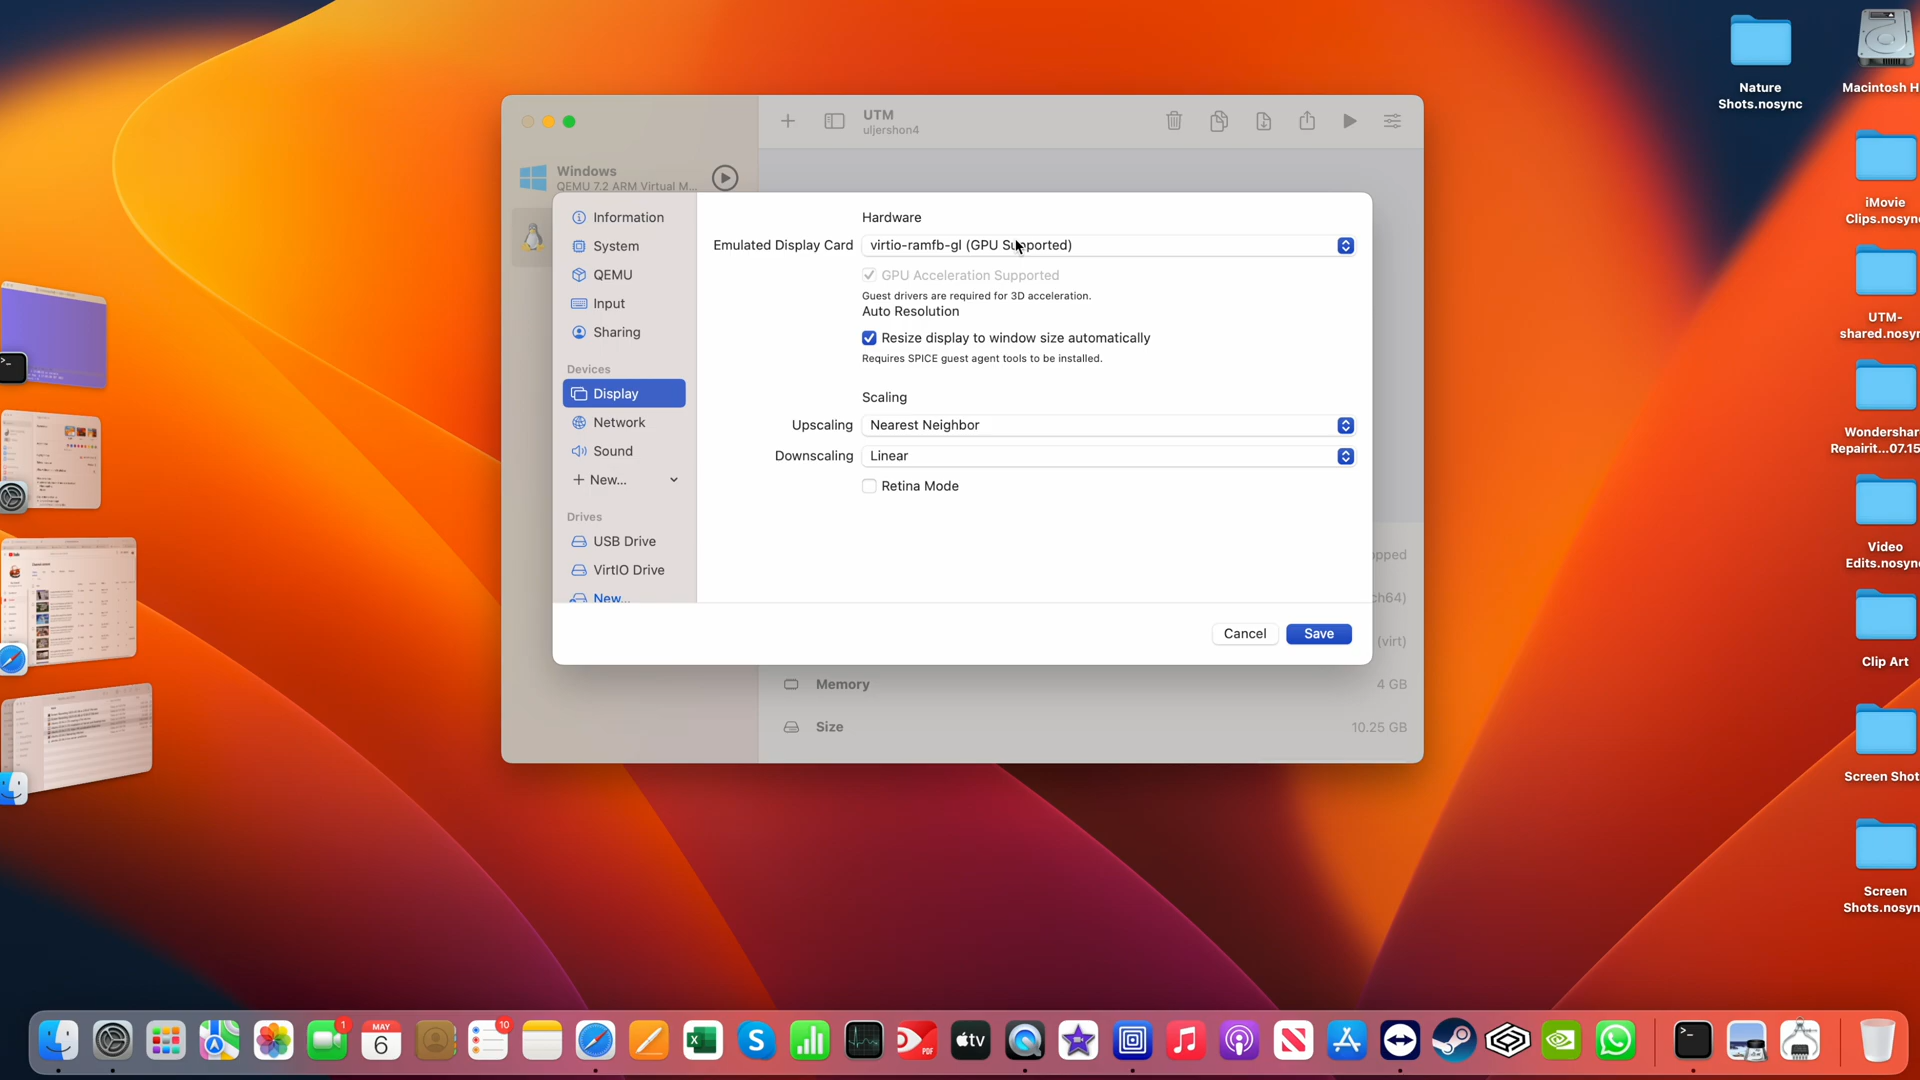 Nature
Shots.nosync
Macintosh H
iMovie
Clips.nosyn
UTM-
shared.nosy
Wondershar
Repairit...07.15
Video
Edits.nosyn
Clip Art
Screen Shot
Screen
Shots.nosyn
UTM
uljershon4
Windows
QEMU 7.2 ARM Virtual M...
Information
System
QEMU
Input
Sharing
Devices
Display
Network
Sound
New...
Drives
USB Drive
VirtIO Drive
New...
Hardware
Emulated Display Card virtio-ramfb-gl (GPU Supported)
GPU Acceleration Supported
Guest drivers are required for 3D acceleration.
Auto Resolution
Resize display to window size automatically
Requires SPICE guest agent tools to be installed.
Scaling
Upscaling Nearest Neighbor
Downscaling Linear
Retina Mode
Cancel Save
pped
ch64)
(virt)
Memory 4 GB
Size 10.25 GB
1
MAY
6
10
tv
PDF